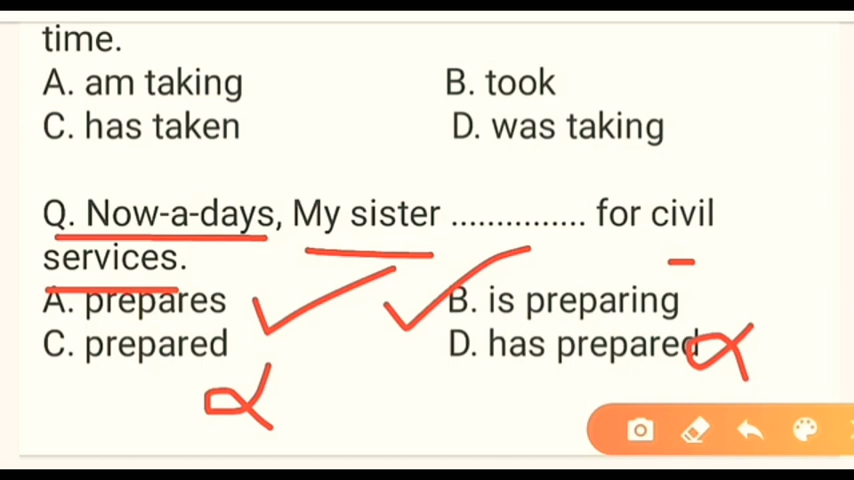 time.
A. am taking B. took
C. has taken D. was taking
Q. Now-a-days, My sister ............... for civil
services.
A. prepares B. is preparing
C. prepared D. has prepared